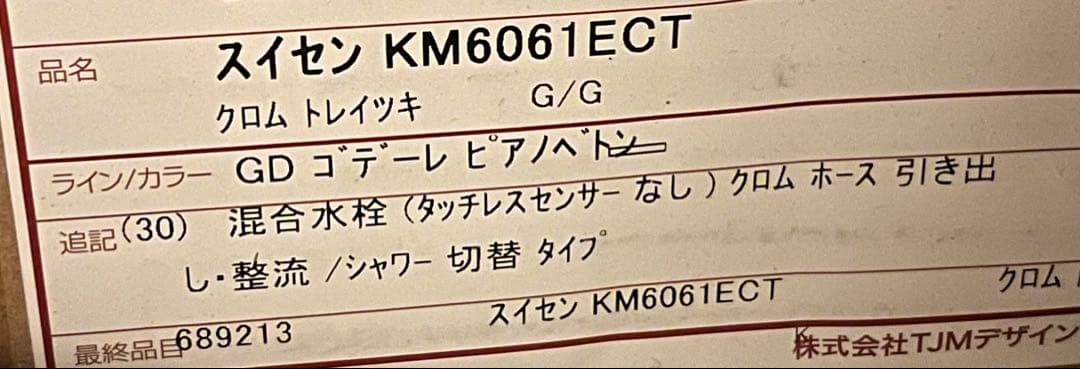 品名 スイセン KM6061ECT
クロム トレイツキ G/G
ライン/カラー GD ゴデーレ ピアノベトン
追記(30) 混合水栓 (タッチレスセンサー なし) クロム ホース 引き出
し・整流 /シャワー 切替 タイプ
スイセン KM6061ECT クロム
最終品目689213
株式会社TJMデザイン